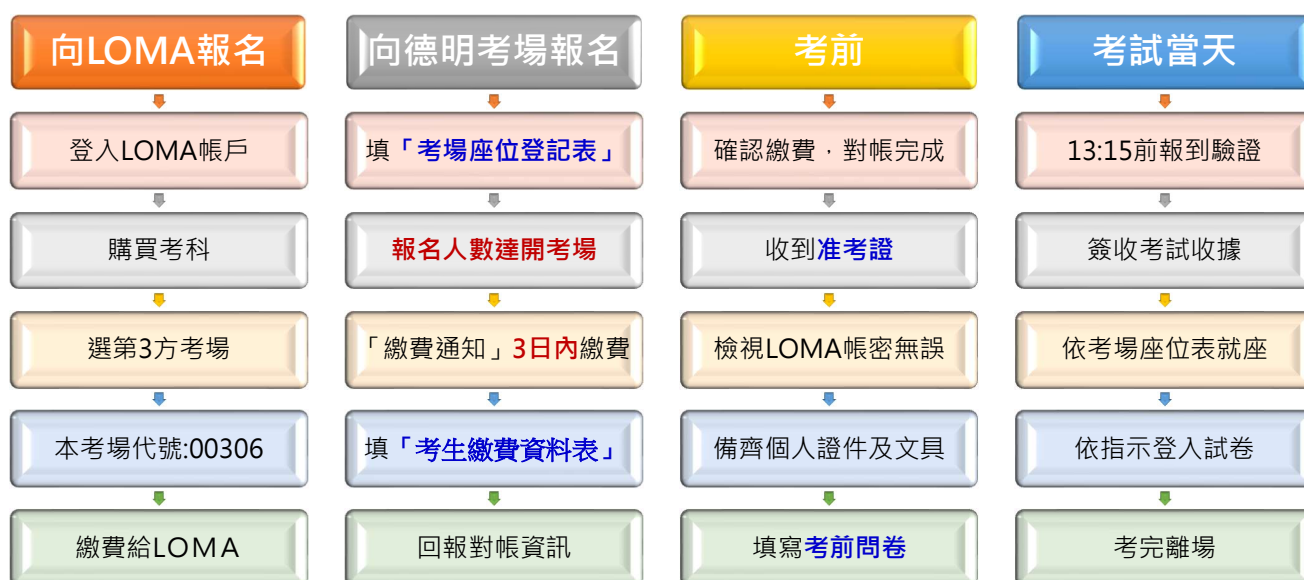 向LOMA報名
登入LOMA帳戶
購買考科
選第3方考場
本考場代號:00306
繳費給LOMA
向德明考場報名
填「考場座位登記表」
報名人數達開考場
「繳費通知」3日內繳費
填「考生繳費資料表」
回報對帳資訊
考前
確認繳費，對帳完成
收到准考證
檢視LOMA帳密無誤
備齊個人證件及文具
填寫考前問卷
考試當天
13:15前報到驗證
簽收考試收據
依考場座位表就座
依指示登入試卷
考完離場